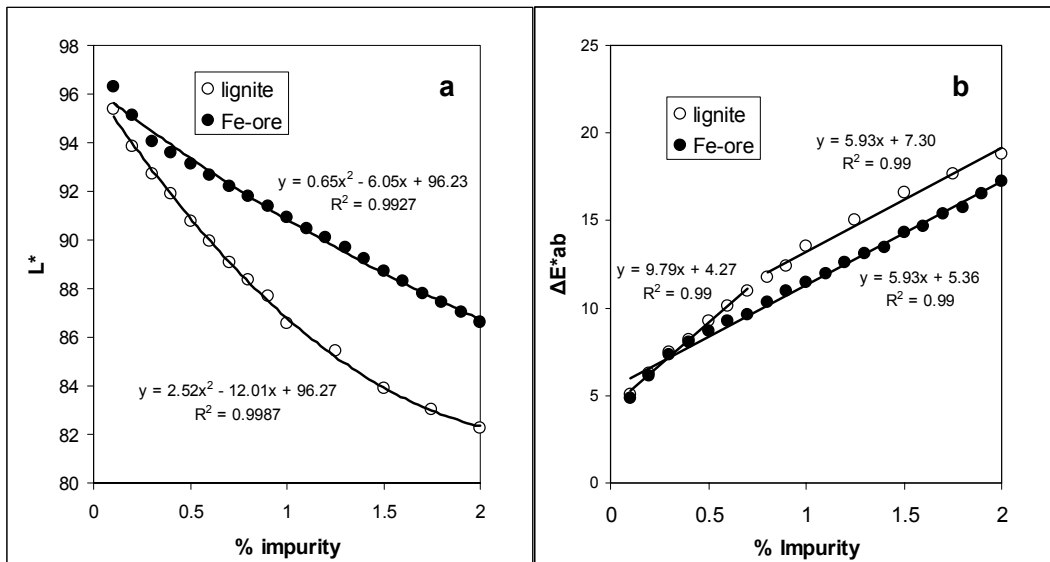 a
lignite
Fe-ore
y = 0.65x² - 6.05x + 96.23
R² = 0.9927
y = 2.52x² - 12.01x + 96.27
R² = 0.9987
98
96
94
92
90
88
86
84
82
80
L*
0
0.5
1
1.5
2
% impurity
b
lignite
Fe-ore
y = 5.93x + 7.30
R² = 0.99
y = 9.79x + 4.27
R² = 0.99
y = 5.93x + 5.36
R² = 0.99
25
20
15
10
5
0
ΔE*ab
0
0.5
1
1.5
2
% Impurity